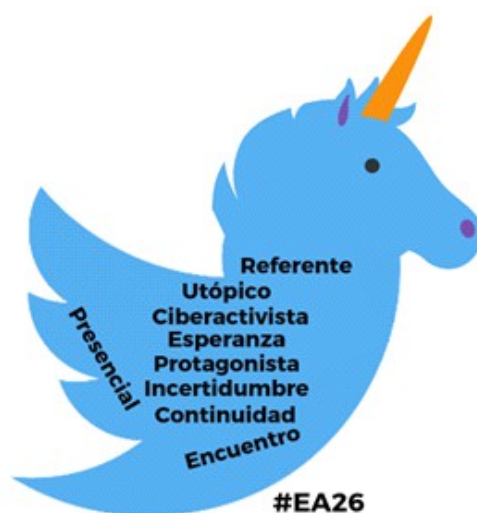 Referente
Utópico
Ciberactivista
Esperanza
Protagonista
Incertidumbre
Continuidad
Presencial
Encuentro
#EA26